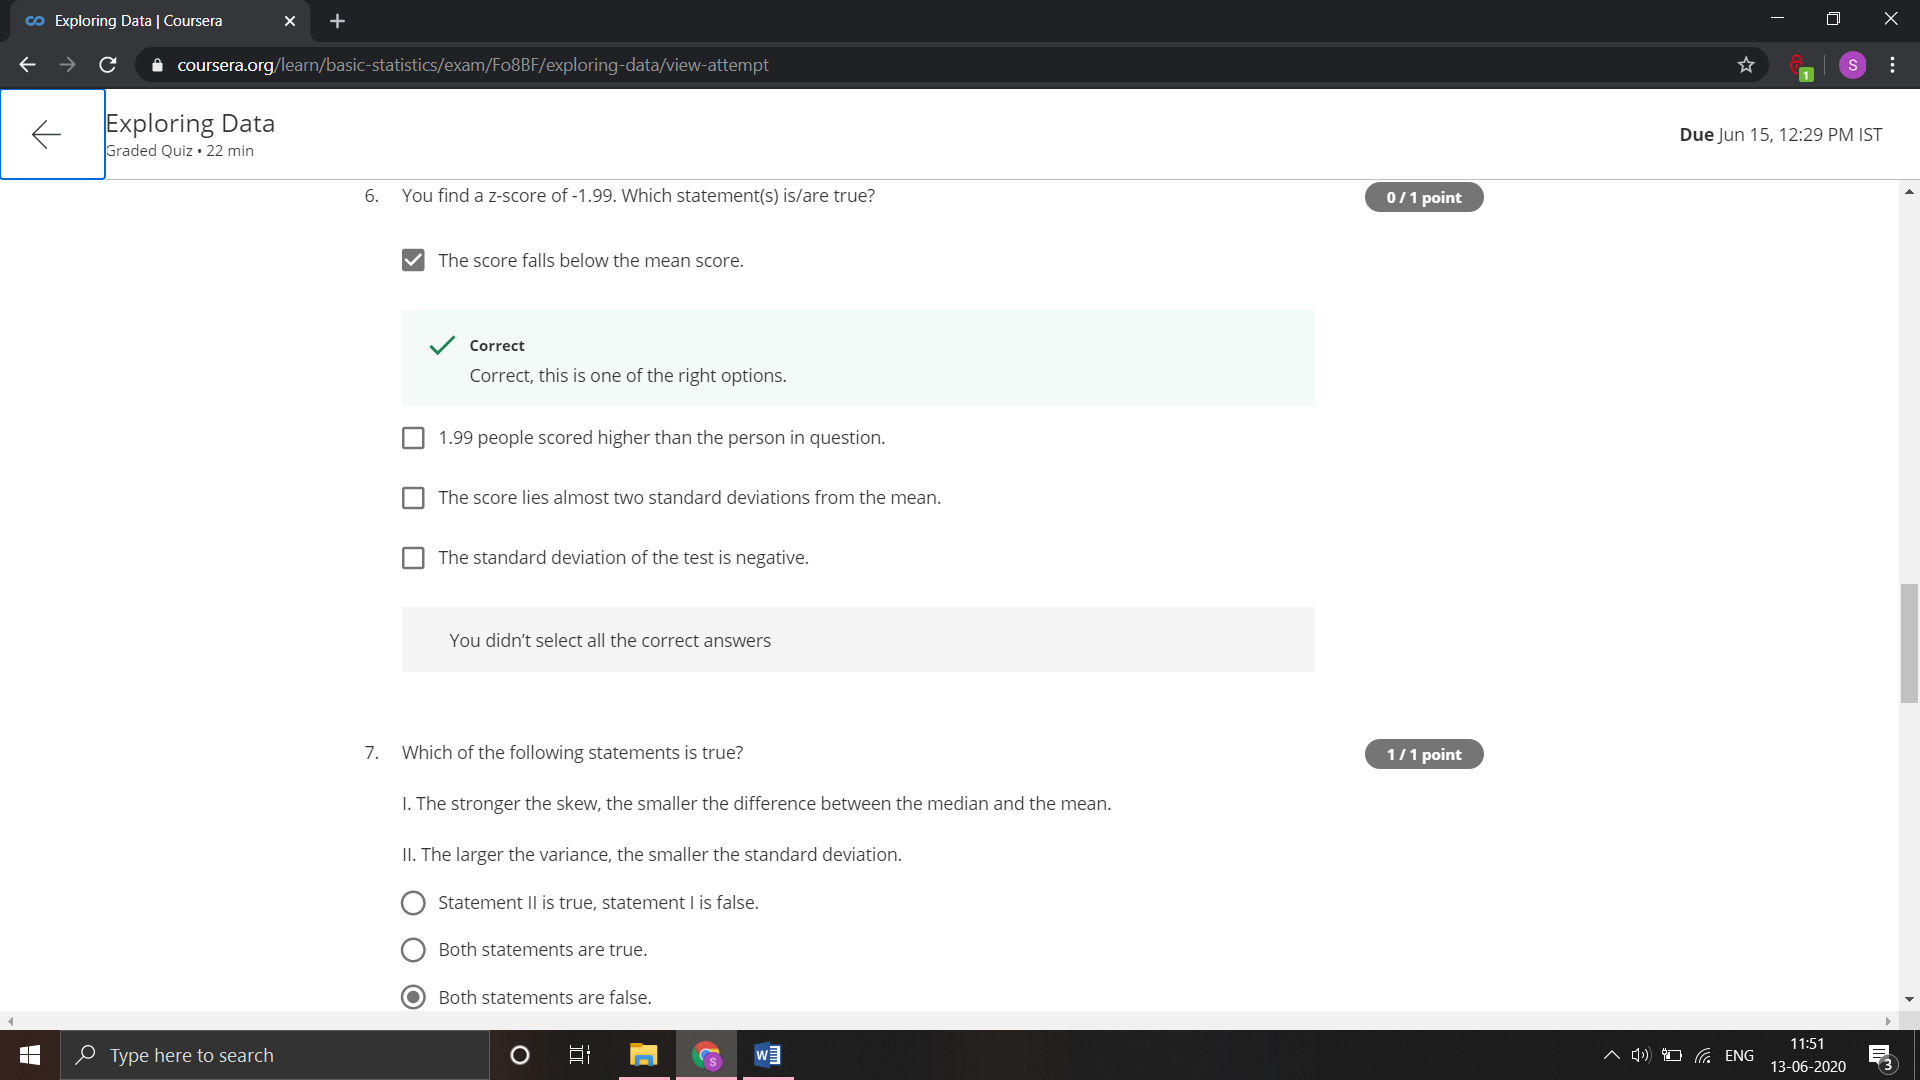 Exploring Data | Coursera
coursera.org/learn/basic-statistics/exam/Fo8BF/exploring-data/view-attempt
1
S
Exploring Data
Graded Quiz • 22 min
Due Jun 15, 12:29 PM IST
6. You find a z-score of -1.99. Which statement(s) is/are true?
0 / 1 point
The score falls below the mean score.
Correct
Correct, this is one of the right options.
1.99 people scored higher than the person in question.
The score lies almost two standard deviations from the mean.
The standard deviation of the test is negative.
You didn't select all the correct answers
7. Which of the following statements is true?
1 / 1 point
I. The stronger the skew, the smaller the difference between the median and the mean.
II. The larger the variance, the smaller the standard deviation.
Statement II is true, statement I is false.
Both statements are true.
Both statements are false.
Type here to search
S
W
ENG
11:51
13-06-2020
3